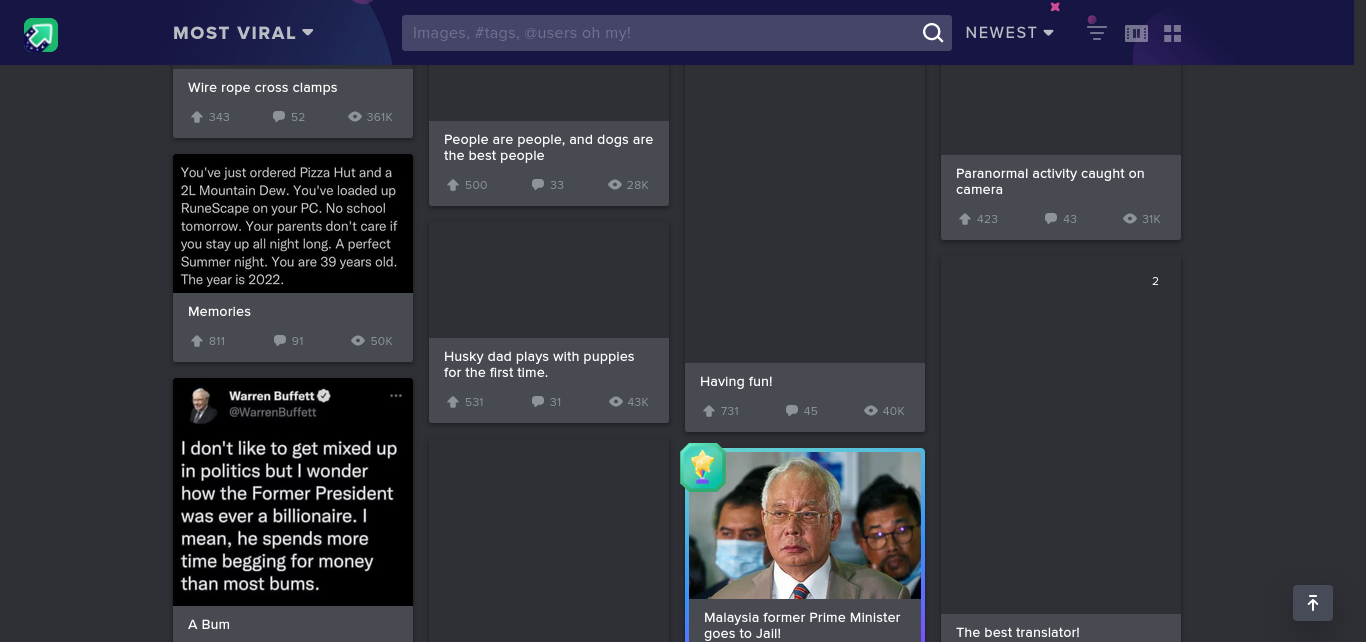 MOST VIRAL
Images, #tags, @users oh my!
NEWEST
Wire rope cross clamps
343
52
361K
You've just ordered Pizza Hut and a
2L Mountain Dew. You've loaded up
RuneScape on your PC. No school
tomorrow. Your parents don't care if
you stay up all night long. A perfect
Summer night. You are 39 years old.
The year is 2022.
Memories
811
91
50K
Warren Buffett
@WarrenBuffett
I don't like to get mixed up
in politics but I wonder
how the Former President
was ever a billionaire. I
mean, he spends more
time begging for money
than most bums.
A Bum
People are people, and dogs are
the best people
500
33
28K
Husky dad plays with puppies
for the first time.
531
31
43K
Having fun!
731
45
40K
Malaysia former Prime Minister
goes to Jail!
Paranormal activity caught on
camera
423
43
31K
2
The best translator!